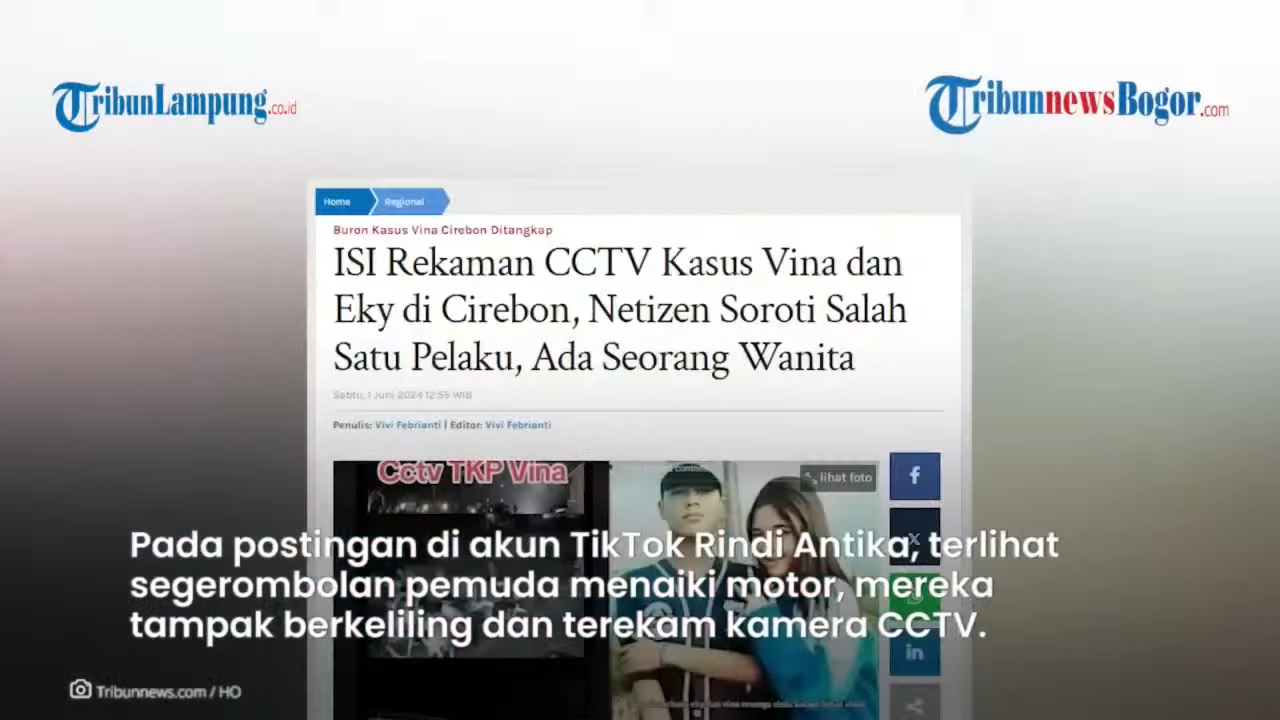 TribunLampung.co.id
TribunnewsBogor.com
Home
Regional
Buron Kasus Vina Cirebon Ditangkap
ISI Rekaman CCTV Kasus Vina dan
Eky di Cirebon, Netizen Soroti Salah
Satu Pelaku, Ada Seorang Wanita
Sabtu, 1 Juni 2024 12:55 WIB
Penulis: Vivi Febrianti | Editor: Vivi Febrianti
Cctv TKP Vina
lihat foto
Pada postingan di akun TikTok Rindi Antika, terlihat
segerombolan pemuda menaiki motor, mereka
tampak berkeliling dan terekam kamera CCTV.
Tribunnews.com / HO